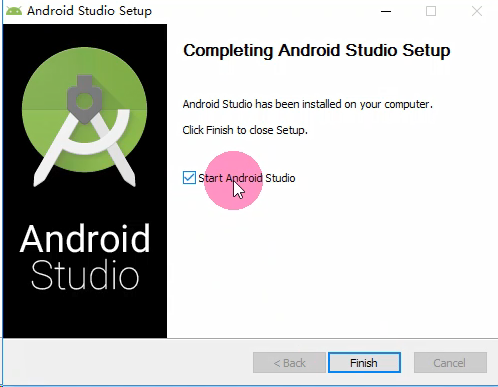 Android Studio Setup
Completing Android Studio Setup
Android Studio has been installed on your computer.
Click Finish to close Setup.
Start Android Studio
Android
Studio
< Back
Finish
Cancel